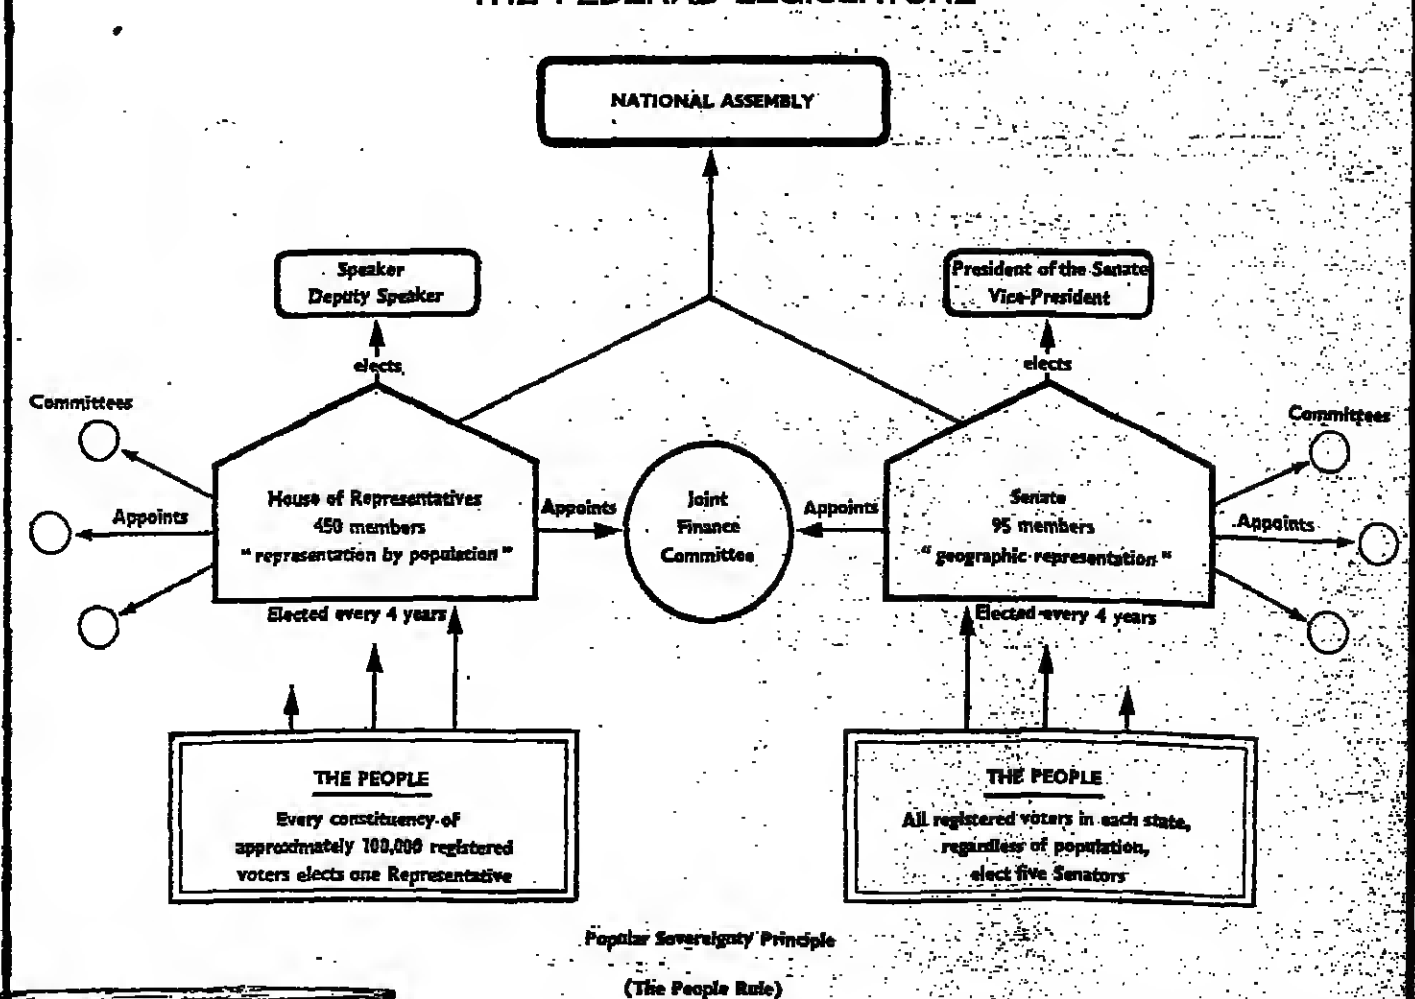 THE FEDERAL LEGISLATURE
NATIONAL ASSEMBLY
Speaker
Deputy Speaker
President of the Senate
Vice-President
elects
elects
Committees
Committees
Appoints
House of Representatives
450 members
"representation by population"
Appoints
Joint
Finance
Committee
Appoints
Senate
95 members
"geographic representation"
Appoints
Elected every 4 years
Elected every 4 years
THE PEOPLE
Every constituency of
approximately 100,000 registered
voters elects one Representative
THE PEOPLE
All registered voters in each state,
regardless of population,
elect five Senators
Popular Sovereignty Principle
(The People Rule)